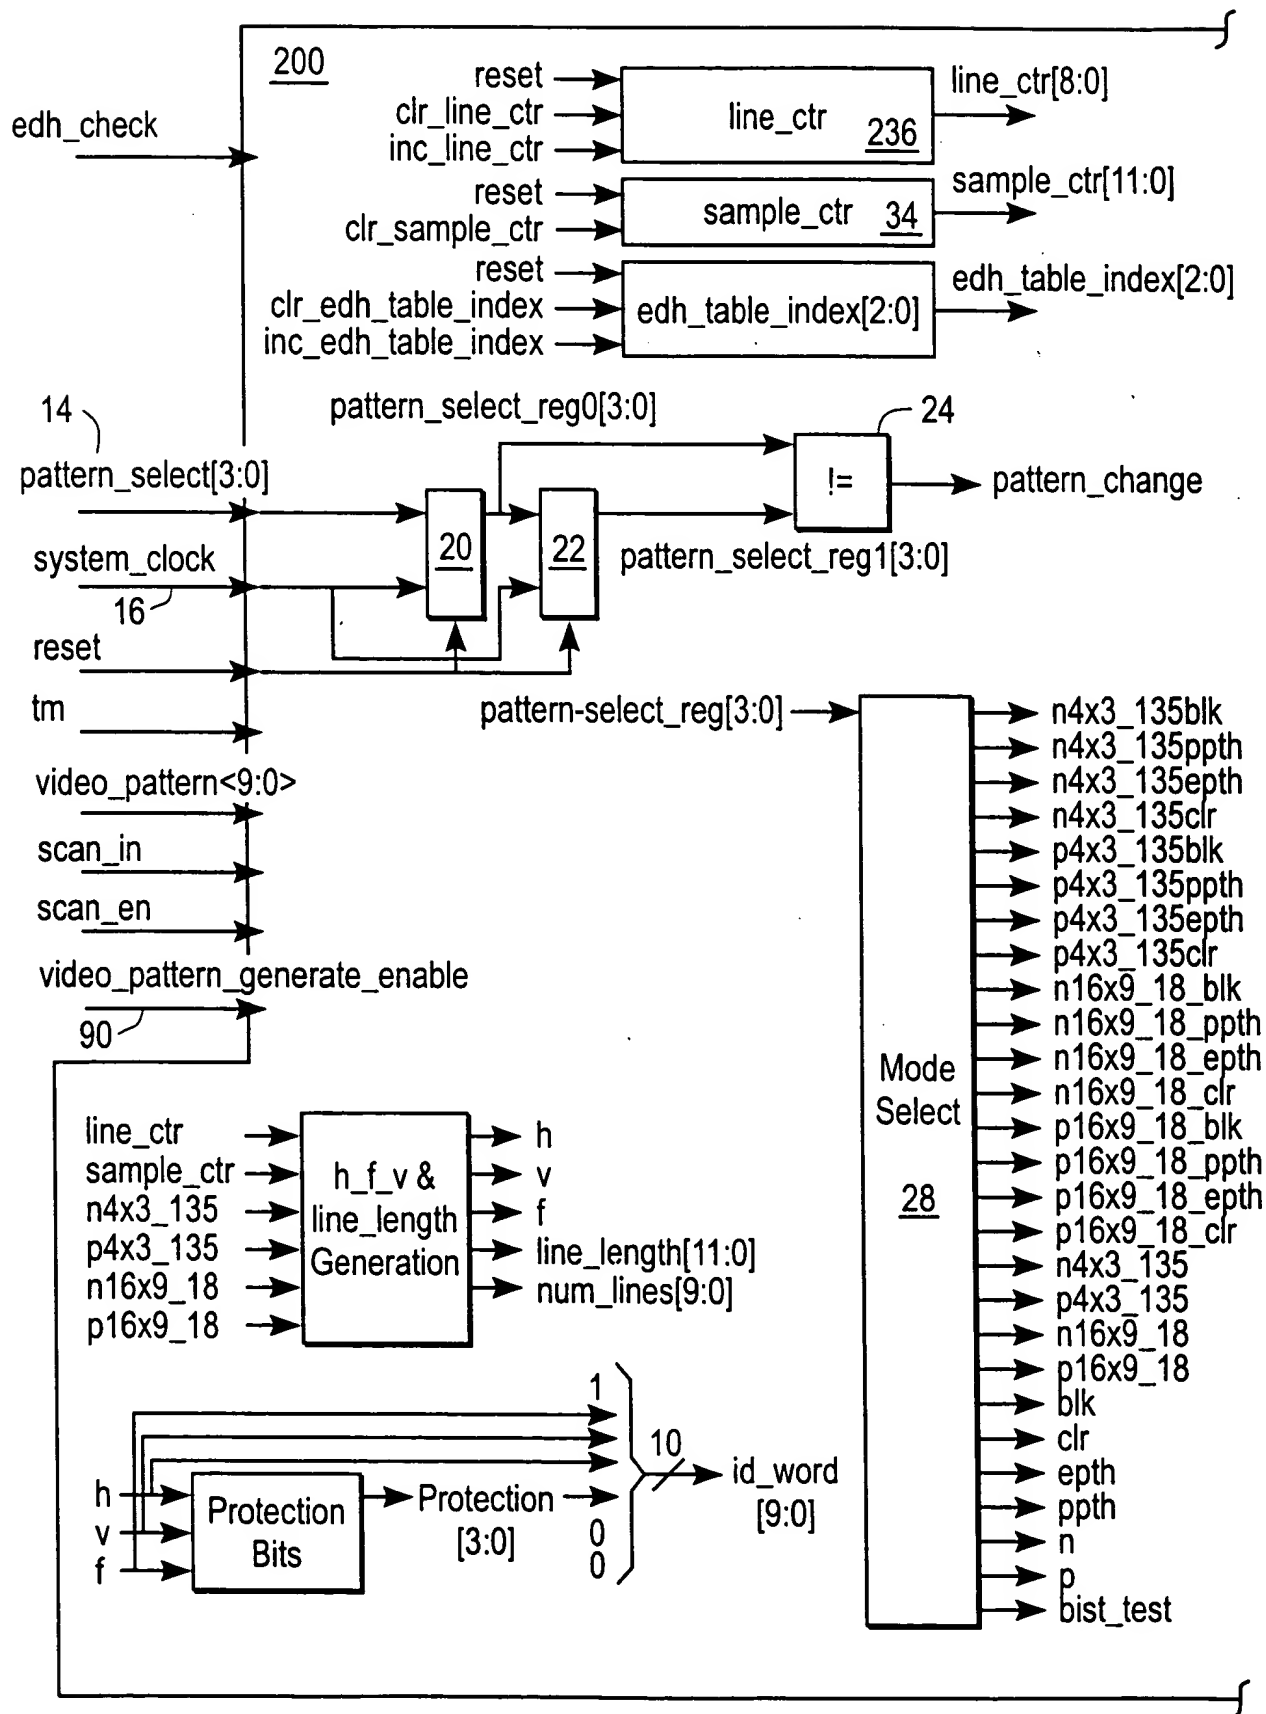 200
edh_check
reset
clr_line_ctr
inc_line_ctr
line_ctr
236
line_ctr[8:0]
reset
clr_sample_ctr
sample_ctr
34
sample_ctr[11:0]
reset
clr_edh_table_index
inc_edh_table_index
edh_table_index[2:0]
edh_table_index[2:0]
14
pattern_select[3:0]
pattern_select_reg0[3:0]
24
!=
pattern_change
20
22
pattern_select_reg1[3:0]
system_clock
16
reset
tm
video_pattern<9:0>
scan_in
scan_en
video_pattern_generate_enable
90
pattern-select_reg[3:0]
Mode
Select
28
n4x3_135blk
n4x3_135ppth
n4x3_135epth
n4x3_135clr
p4x3_135blk
p4x3_135ppth
p4x3_135epth
p4x3_135clr
n16x9_18_blk
n16x9_18_ppth
n16x9_18_epth
n16x9_18_clr
p16x9_18_blk
p16x9_18_ppth
p16x9_18_epth
p16x9_18_clr
n4x3_135
p4x3_135
n16x9_18
p16x9_18
blk
clr
epth
ppth
n
p
bist_test
line_ctr
sample_ctr
n4x3_135
p4x3_135
n16x9_18
p16x9_18
h_f_v &
line_length
Generation
h
v
f
line_length[11:0]
num_lines[9:0]
h
v
f
Protection
Bits
Protection
[3:0]
1
0
0
10
id_word
[9:0]